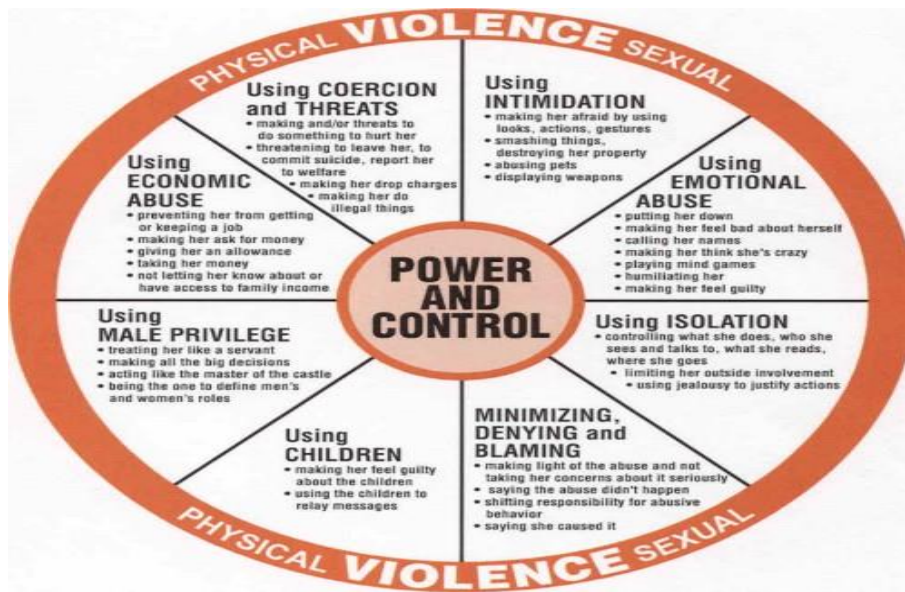 PHYSICAL VIOLENCE SEXUAL
Using COERCION
and THREATS
• making and/or threats to
do something to hurt her
• threatening to leave her, to
commit suicide, report her
to welfare
• making her drop charges
• making her do
illegal things
Using
INTIMIDATION
• making her afraid by using
looks, actions, gestures
• smashing things,
destroying her property
• abusing pets
• displaying weapons
Using
EMOTIONAL
ABUSE
• putting her down
• making her feel bad about herself
• calling her names
• making her think she's crazy
• playing mind games
• humiliating her
• making her feel guilty
Using ISOLATION
• controlling what she does, who she
sees and talks to, what she reads,
where she goes
• limiting her outside involvement
• using jealousy to justify actions
MINIMIZING,
DENYING and
BLAMING
• making light of the abuse and not
taking her concerns about it seriously
• saying the abuse didn't happen
• shifting responsibility for abusive
behavior
• saying she caused it
Using
CHILDREN
• making her feel guilty
about the children
• using the children to
relay messages
Using
MALE PRIVILEGE
• treating her like a servant
• making all the big decisions
• acting like the master of the castle
• being the one to define men's
and women's roles
Using
ECONOMIC
ABUSE
• preventing her from getting
or keeping a job
• making her ask for money
• giving her an allowance
• taking her money
• not letting her know about or
have access to family income
POWER
AND
CONTROL
PHYSICAL VIOLENCE SEXUAL